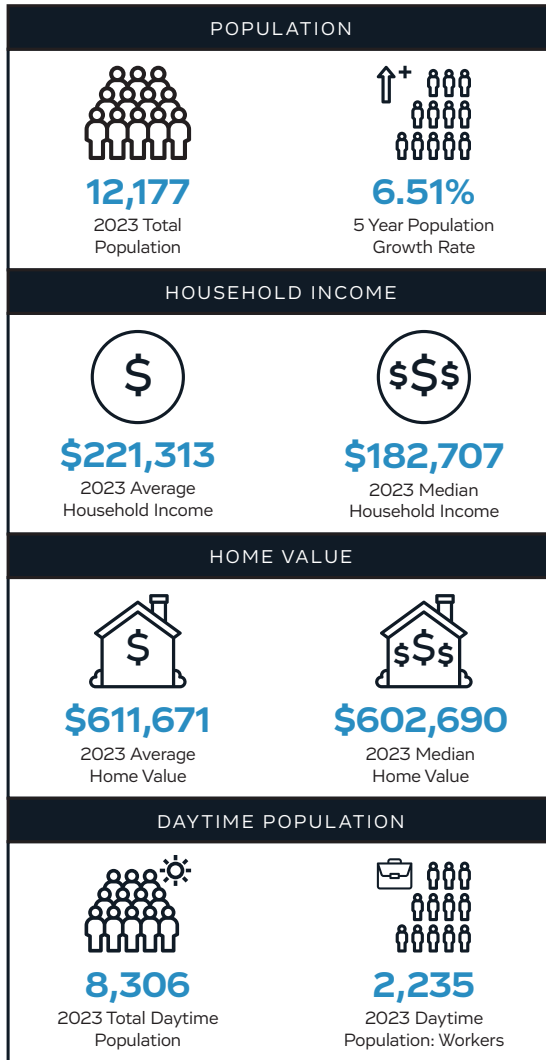 POPULATION
12,177
2023 Total
Population
6.51%
5 Year Population
Growth Rate
HOUSEHOLD INCOME
$
$221,313
2023 Average
Household Income
$$$
$182,707
2023 Median
Household Income
HOME VALUE
$
$611,671
2023 Average
Home Value
$$$
$602,690
2023 Median
Home Value
DAYTIME POPULATION
8,306
2023 Total Daytime
Population
2,235
2023 Daytime
Population: Workers